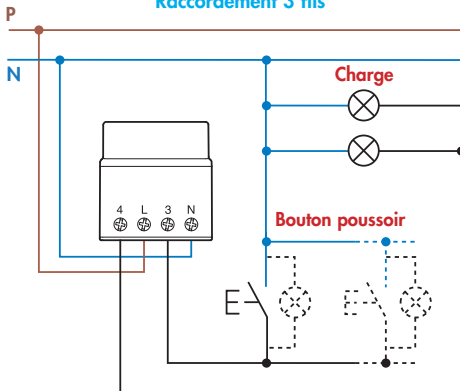 Raccordement 3 fils
P
N
Charge
4 L 3 N
Bouton poussoir